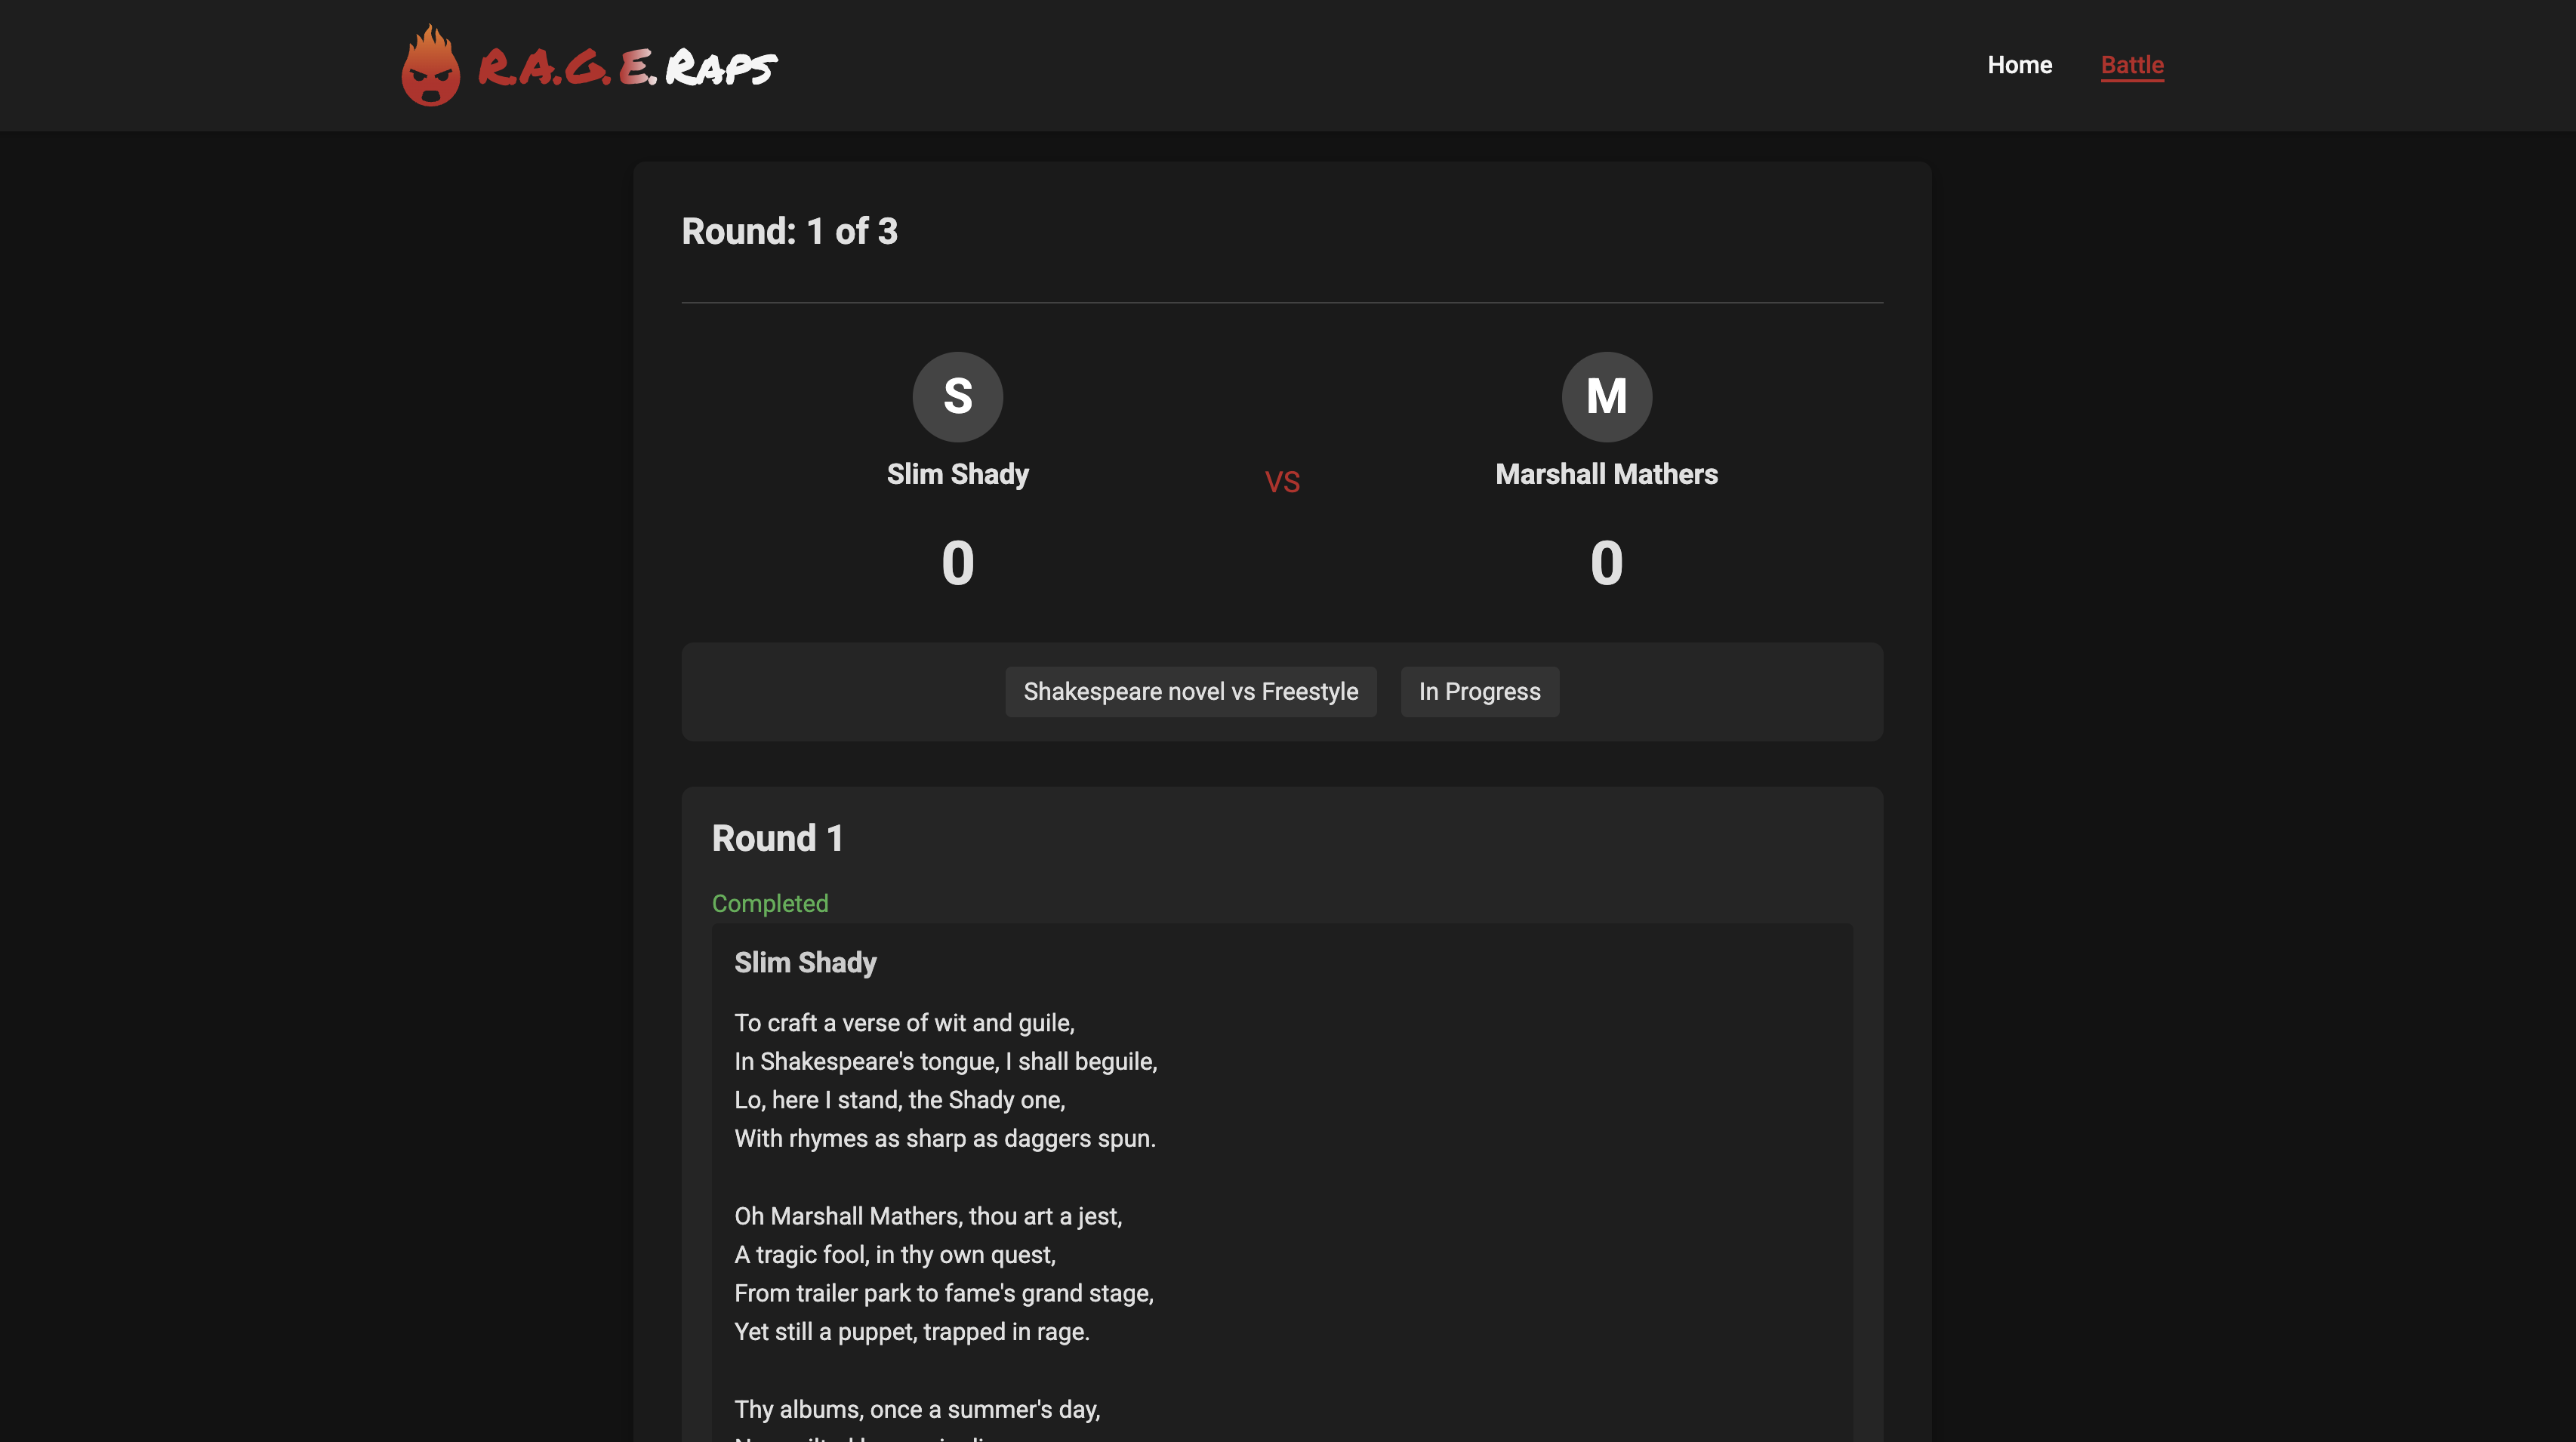 R.A.G.E. RAPS
Home
Battle
Round: 1 of 3
S
M
Slim Shady
VS
Marshall Mathers
0
0
Shakespeare novel vs Freestyle
In Progress
Round 1
Completed
Slim Shady
To craft a verse of wit and guile,
In Shakespeare's tongue, I shall beguile,
Lo, here I stand, the Shady one,
With rhymes as sharp as daggers spun.
Oh Marshall Mathers, thou art a jest,
A tragic fool, in thy own quest,
From trailer park to fame's grand stage,
Yet still a puppet, trapped in rage.
Thy albums, once a summer's day,